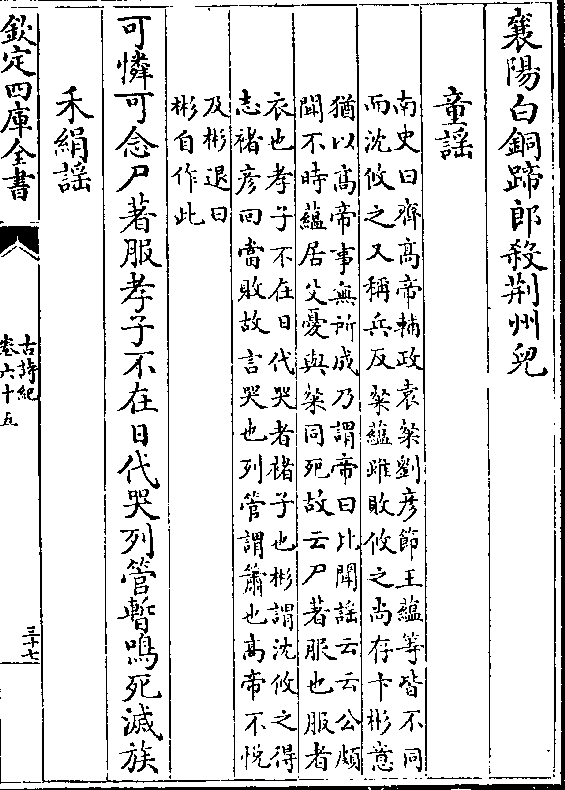 襄陽白銅蹄郎殺荆州兒
童謡
南史曰齊髙帝輔政袁粲劉彦節王藴等皆不同
而沈攸之又稱兵反粲藴雖敗攸之尚存卞彬意
猶以髙帝事無所成乃謂帝曰比聞謡云云公頗
聞不時藴居父憂與粲同死故云尸著服也服者
衣也孝子不在日代哭者禇子也彬謂沈攸之得
志禇彦回當敗故言哭也列管謂簫也髙帝不悦
及彬退曰
彬自作此
可憐可念尸著服孝子不在日代哭列管暫鳴死滅族
禾絹謡
欽定四庫全書
古詩紀
卷六十五
三十七